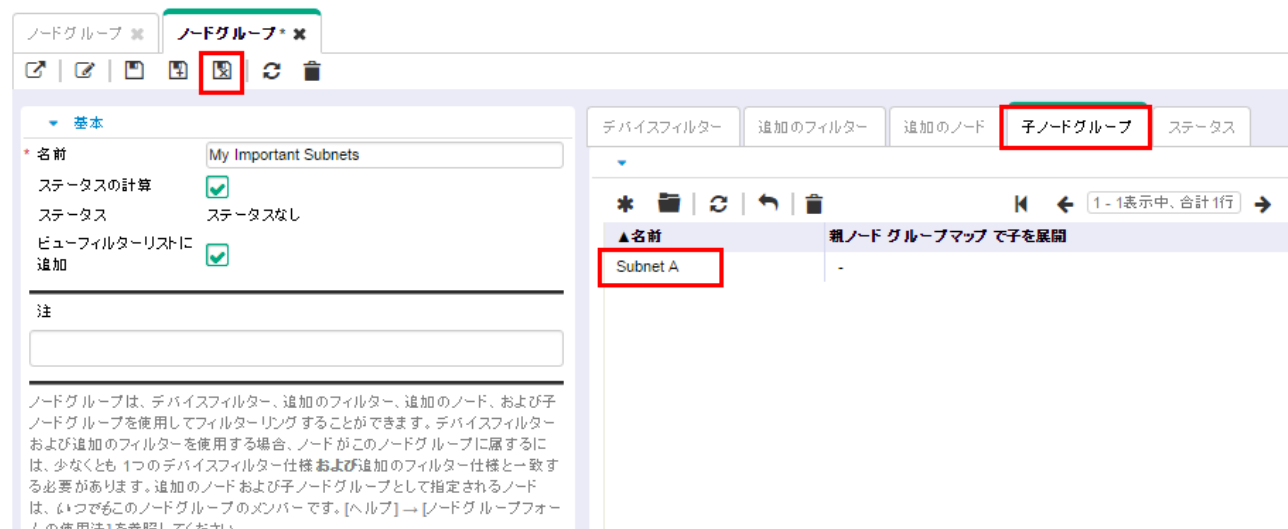 ノードグループ ✖
ノードグループ* ✖
基本
* 名前 My Important Subnets
ステータスの計算
ステータス ステータスなし
ビューフィルターリストに
追加
注
ノードグループは、デバイスフィルター、追加のフィルター、追加のノード、および子
ノードグループを使用してフィルターリングすることができます。デバイスフィルター
および追加のフィルターを使用する場合、ノードがこのノードグループに属するに
は、少なくとも 1つのデバイスフィルター仕様および追加のフィルター仕様と一致す
る必要があります。追加のノードおよび子ノードグループとして指定されるノード
は、いつでもこのノードグループのメンバーです。[ヘルプ]→[ノードグループフォー
ムの使用法]を参照してください
デバイスフィルター 追加のフィルター 追加のノード 子ノードグループ ステータス
1 - 1表示中、合計1行
▲名前 親ノード グループマップ で子を展開
Subnet A -